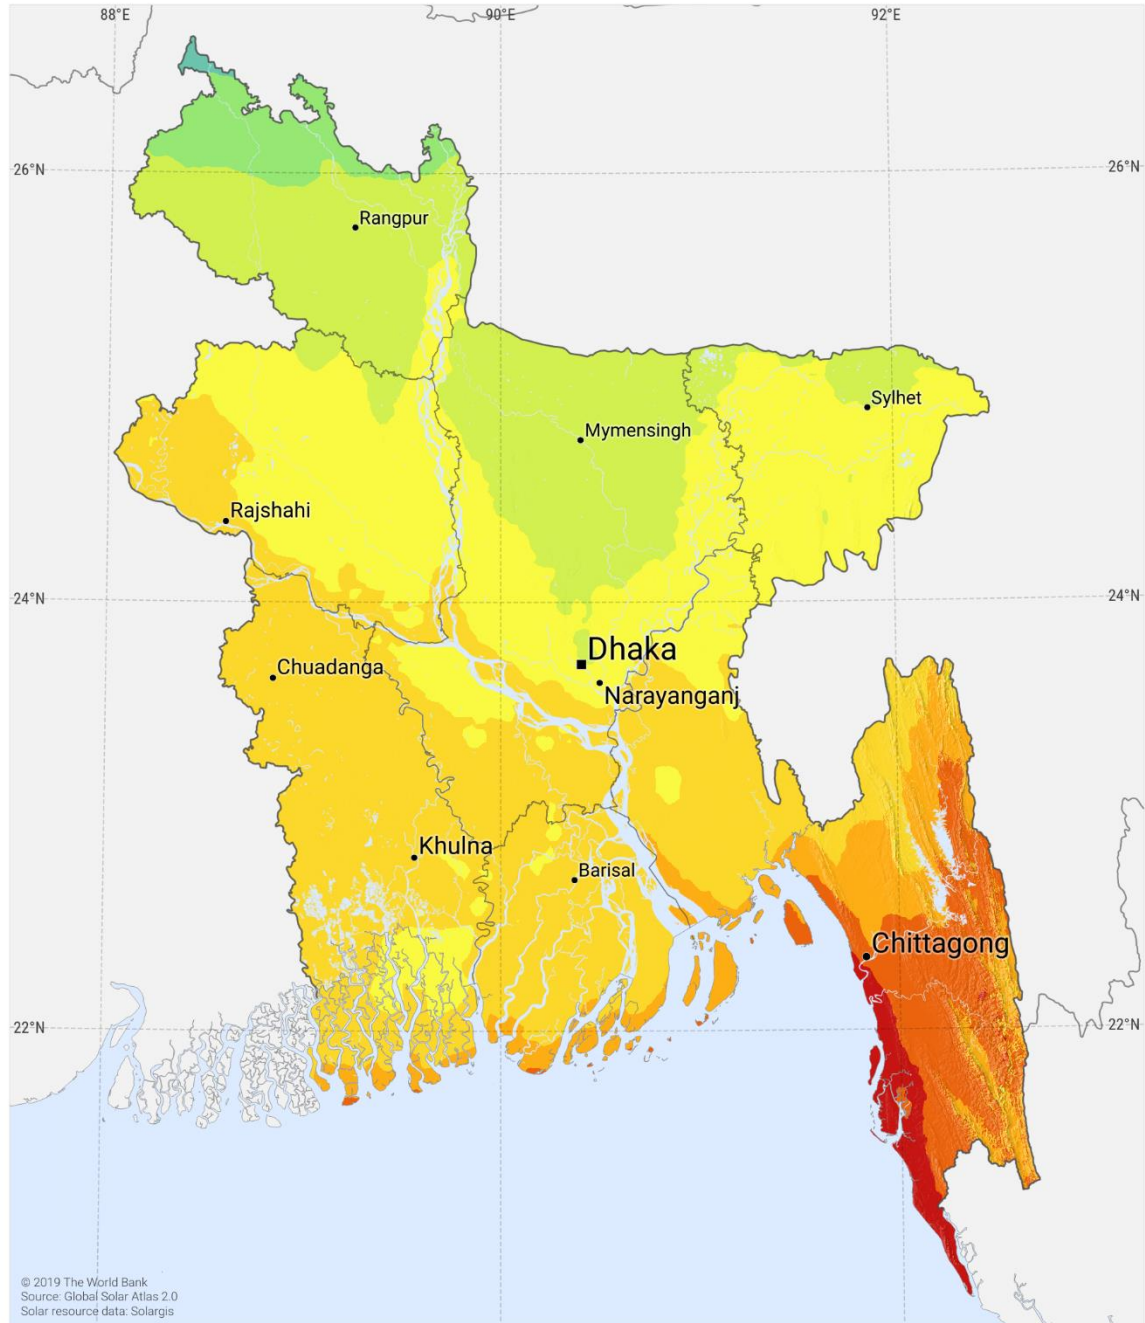 88°E
90°E
92°E
26°N
26°N
Rangpur
Sylhet
Mymensingh
Rajshahi
24°N
24°N
Dhaka
Chuadanga
Narayanganj
Khulna
Barisal
Chittagong
22°N
22°N
© 2019 The World Bank
Source: Global Solar Atlas 2.0
Solar resource data: Solargis